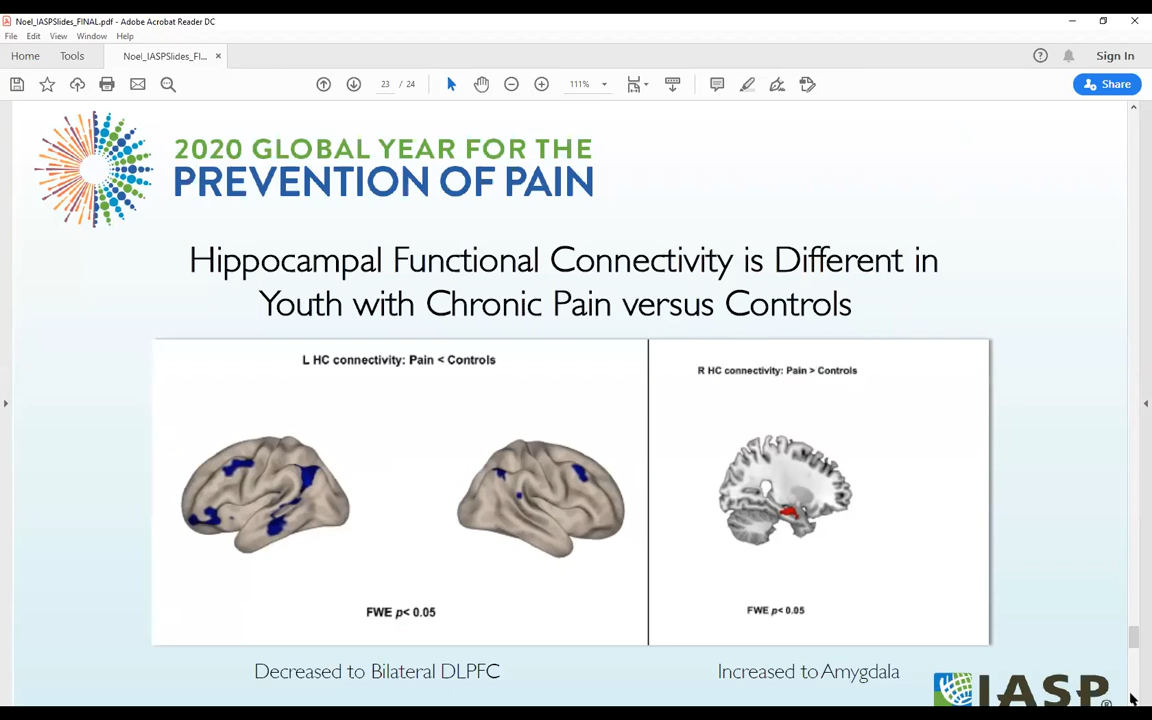 Noel_IASPSlides_FINAL.pdf - Adobe Acrobat Reader DC
File Edit View Window Help
Home Tools Noel_IASPSlides_Fl... × Sign In
23 / 24 111% Share
2020 GLOBAL YEAR FOR THE
PREVENTION OF PAIN
Hippocampal Functional Connectivity is Different in
Youth with Chronic Pain versus Controls
L HC connectivity: Pain < Controls
R HC connectivity: Pain > Controls
FWE p< 0.05
FWE p< 0.05
Decreased to Bilateral DLPFC
Increased to Amygdala
IASP®